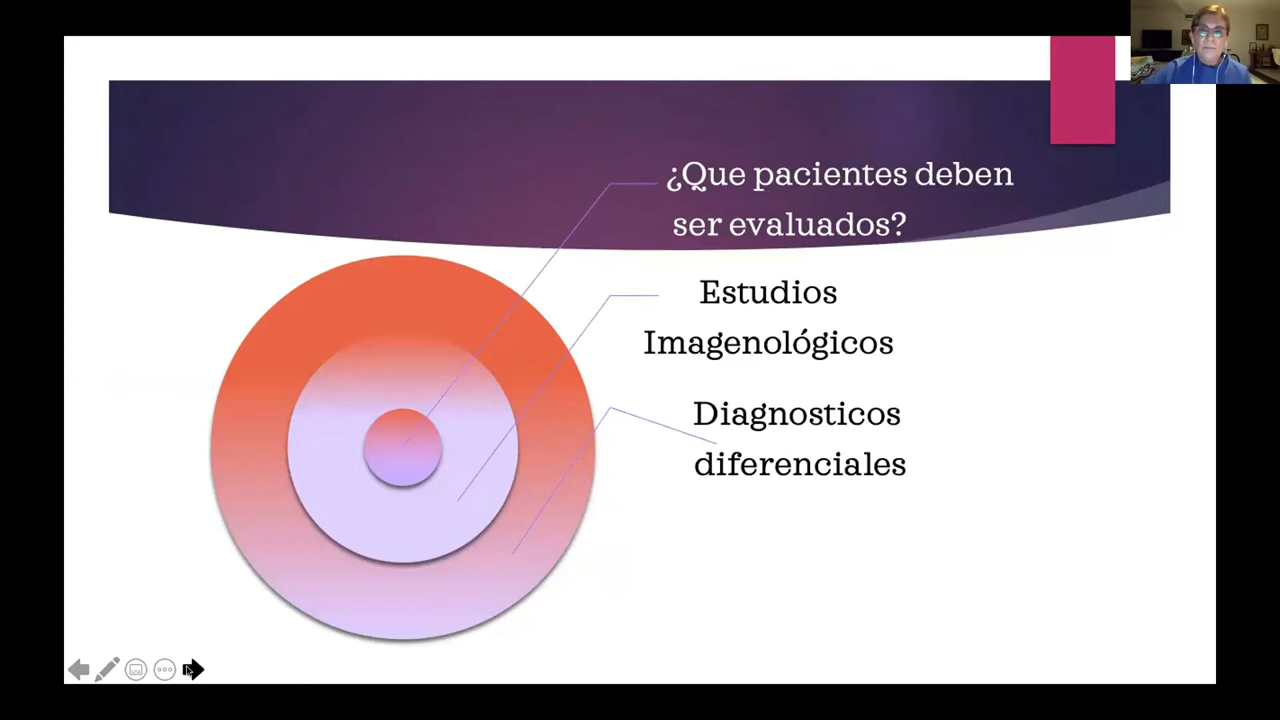 ¿Que pacientes deben
ser evaluados?
Estudios
Imagenológicos
Diagnosticos
diferenciales